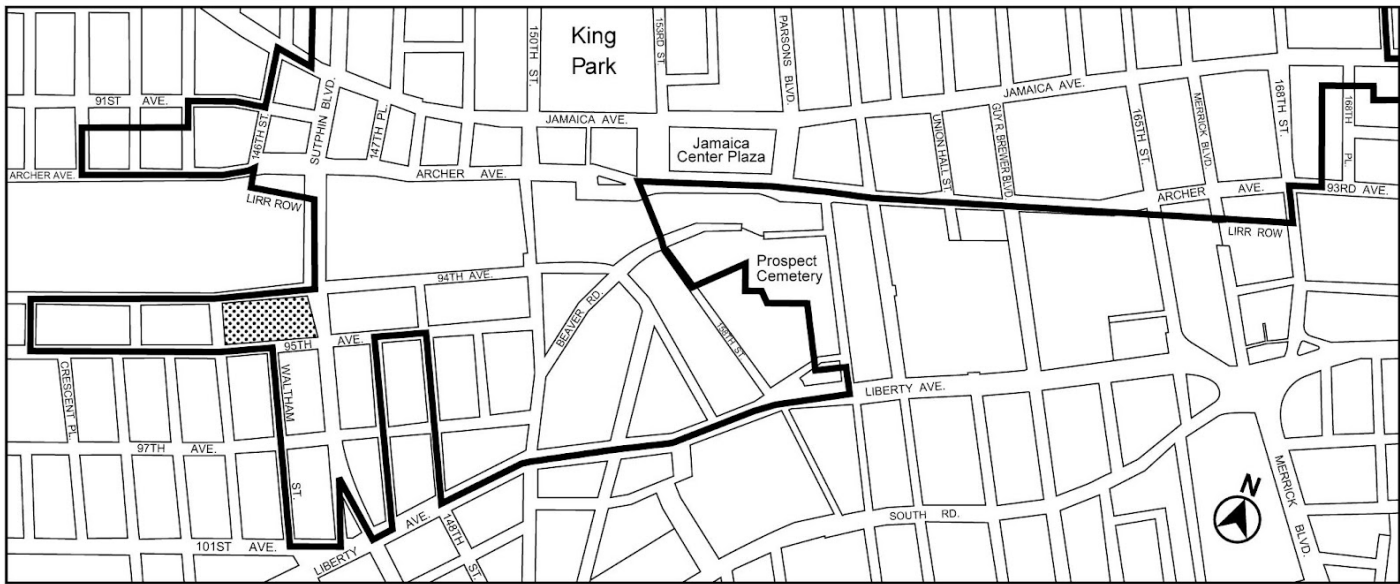 King
Park
150TH ST.
153RD ST.
PARSONS BLVD.
91ST AVE.
146TH ST.
SUTPHIN BLVD.
147TH PL.
JAMAICA AVE.
JAMAICA AVE.
Jamaica
Center Plaza
UNION HALL ST.
GUY R. BREWER BLVD.
165TH ST.
MERRICK BLVD.
168TH ST.
168TH PL.
ARCHER AVE.
ARCHER AVE.
ARCHER AVE.
93RD AVE.
LIRR ROW
LIRR ROW
94TH AVE.
Prospect
Cemetery
BEAVER RD.
158TH ST.
95TH AVE.
CRESCENT PL.
WALTHAM ST.
LIBERTY AVE.
97TH AVE.
MERRICK BLVD.
N
SOUTH RD.
101ST AVE.
LIBERTY AVE.
148TH ST.